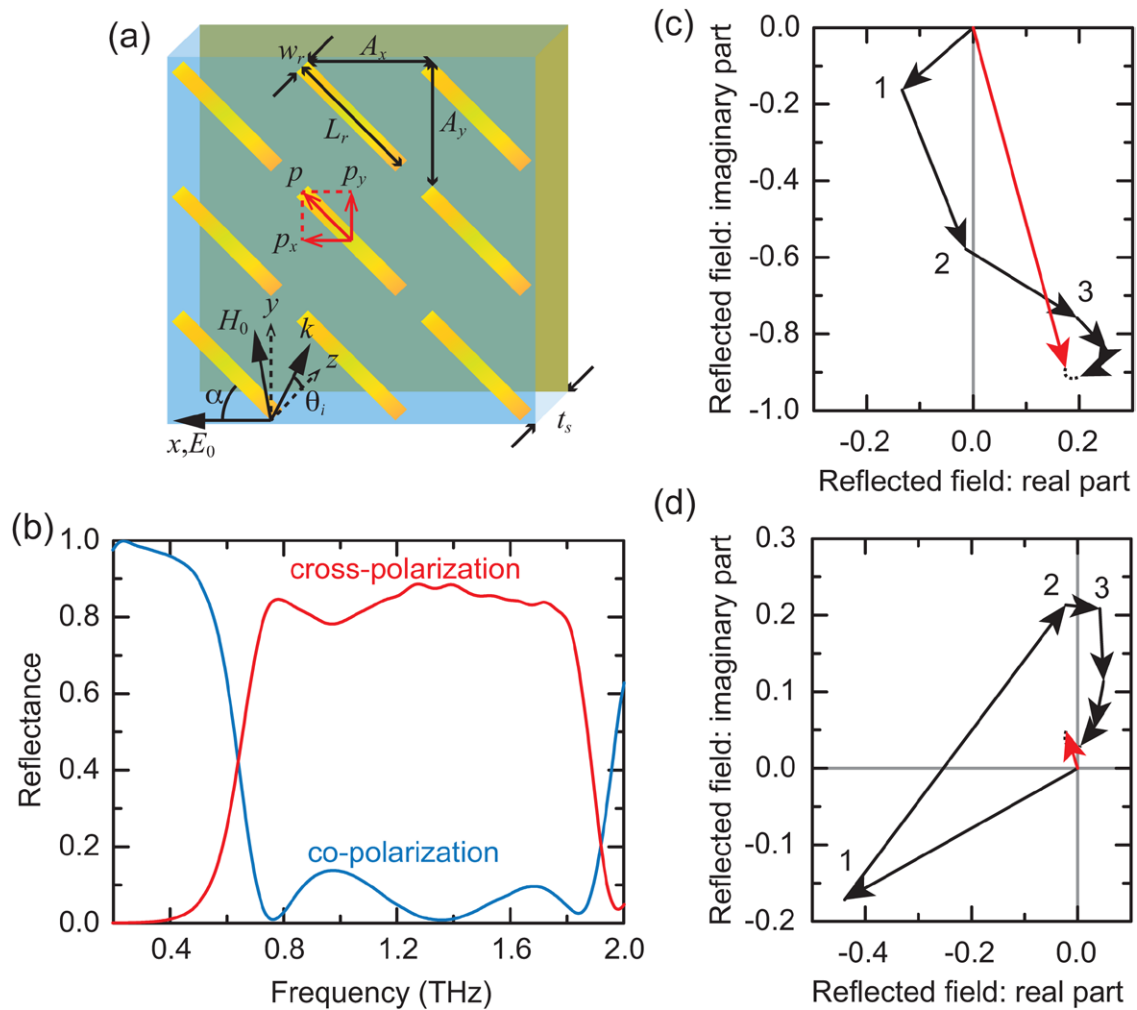 (a)
w_r
A_x
L_r
A_y
p
p_y
p_x
H_0
y
k
z
α
θ_i
x,E_0
t_s
(b)
1.0
0.8
0.6
0.4
0.2
0.0
cross-polarization
co-polarization
Reflectance
0.4 0.8 1.2 1.6 2.0
Frequency (THz)
(c)
0.0
-0.2
-0.4
-0.6
-0.8
-1.0
1
2
3
Reflected field: imaginary part
-0.2 0.0 0.2
Reflected field: real part
(d)
0.3
0.2
0.1
0.0
-0.1
-0.2
2 3
1
Reflected field: imaginary part
-0.4 -0.2 0.0
Reflected field: real part